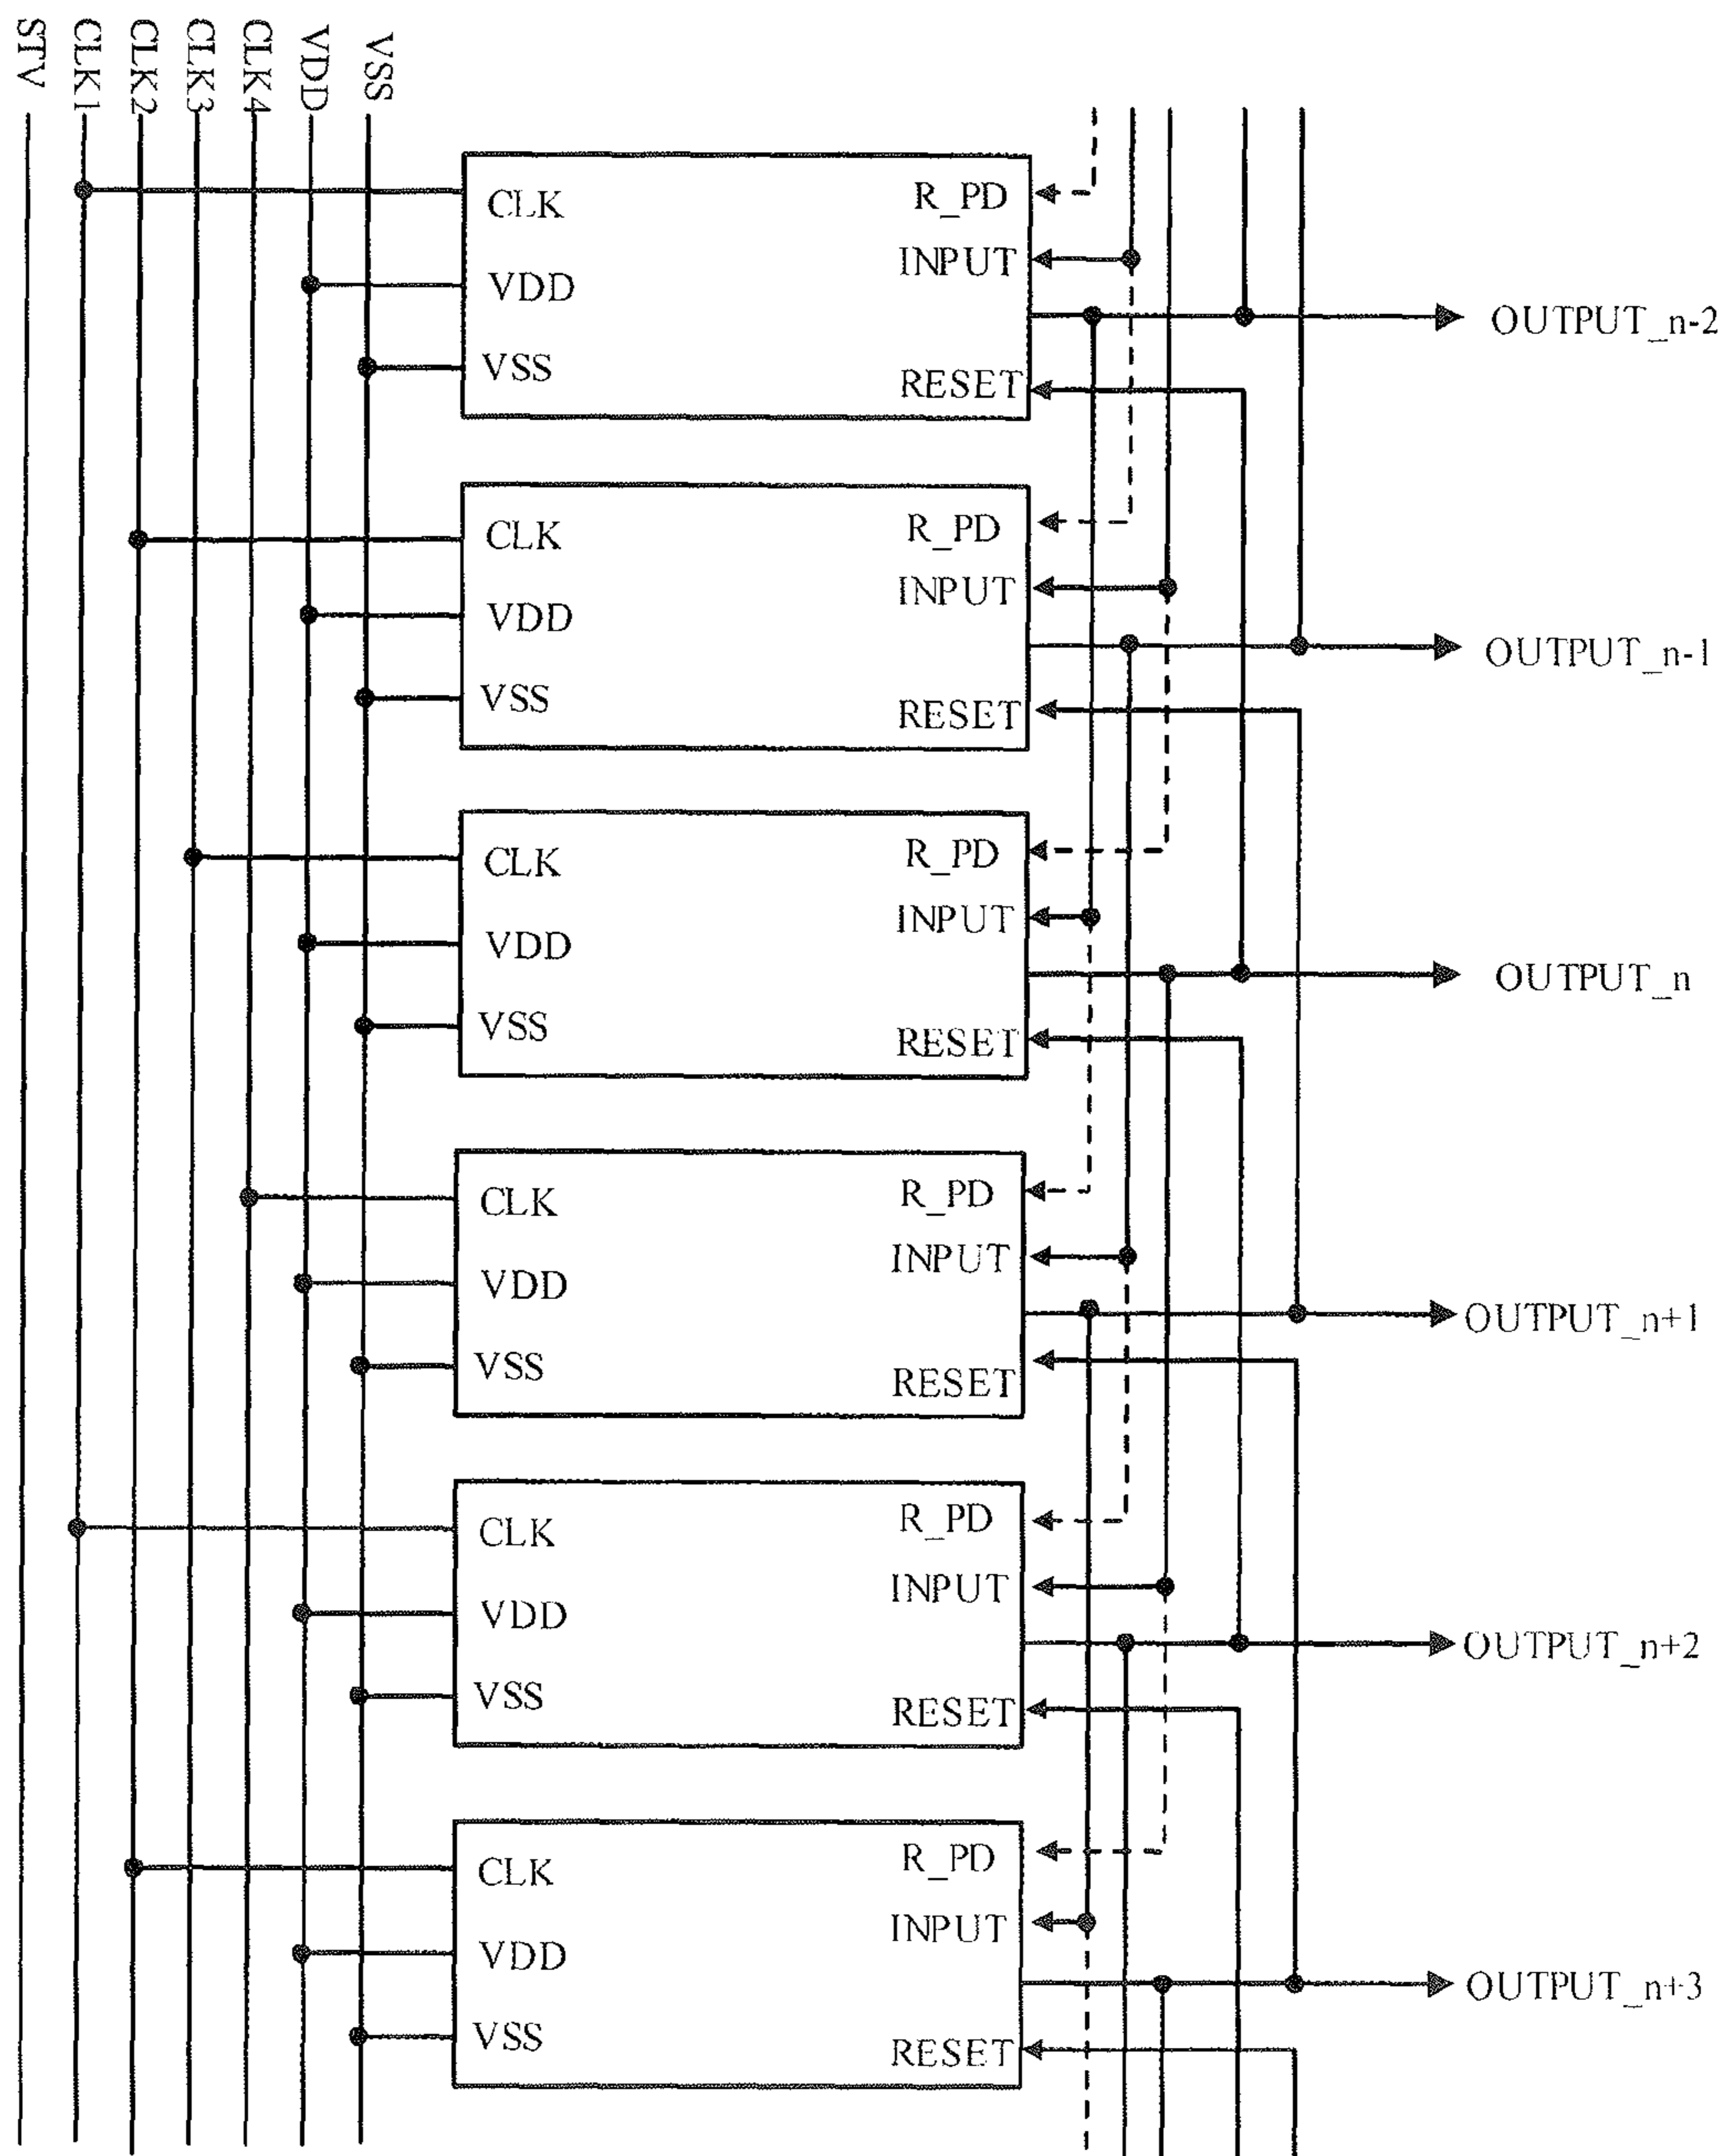 STV
CLK1
CLK2
CLK3
CLK4
VDD
VSS
CLK
R_PD
INPUT
VDD
OUTPUT_n-2
VSS
RESET
CLK
R_PD
INPUT
VDD
OUTPUT_n-1
VSS
RESET
CLK
R_PD
INPUT
VDD
OUTPUT_n
VSS
RESET
CLK
R_PD
INPUT
VDD
OUTPUT_n+1
VSS
RESET
CLK
R_PD
INPUT
VDD
OUTPUT_n+2
VSS
RESET
CLK
R_PD
INPUT
VDD
OUTPUT_n+3
VSS
RESET